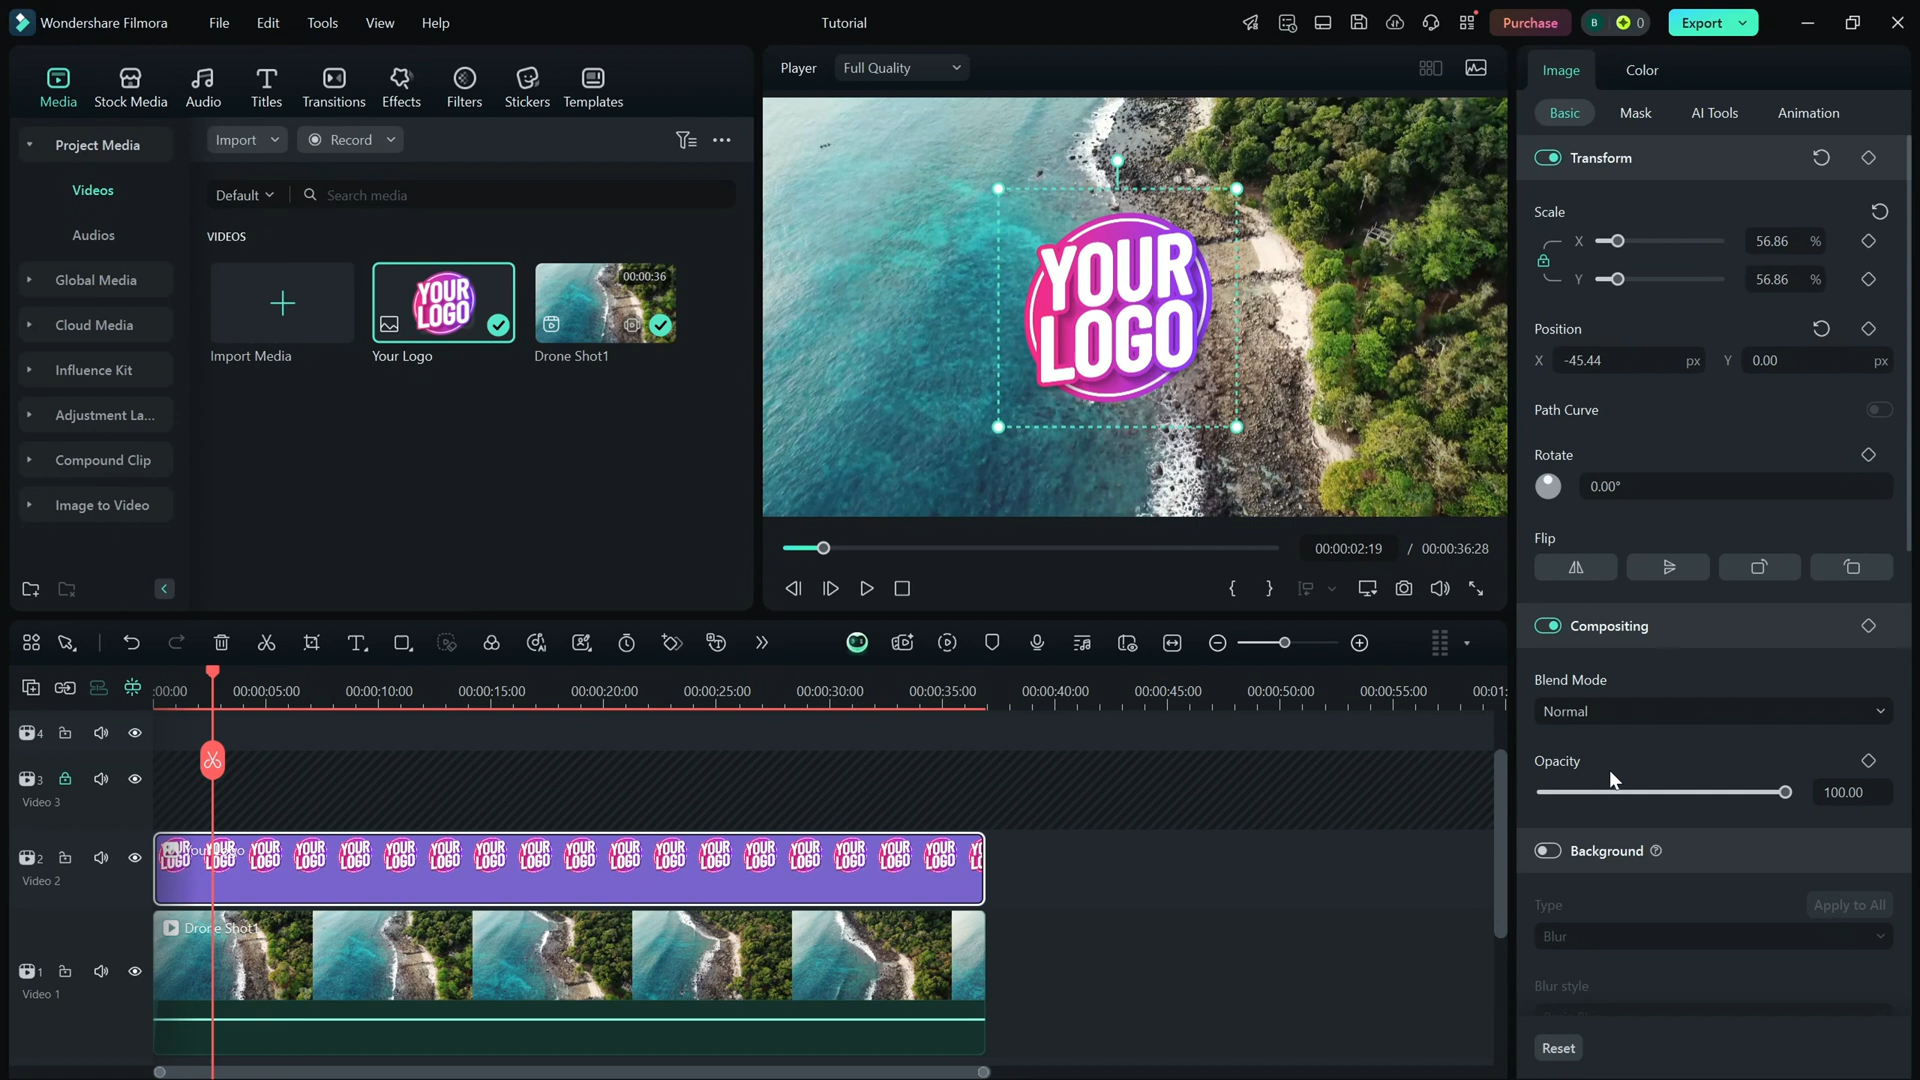 Wondershare Filmora File Edit Tools View Help Tutorial Purchase B 0 Export
Media Stock Media Audio Titles Transitions Effects Filters Stickers Templates
Player Full Quality
Image Color
Basic Mask AI Tools Animation
Project Media
Videos
Audios
Global Media
Cloud Media
Influence Kit
Adjustment La...
Compound Clip
Image to Video
Import Record
Default Search media
VIDEOS
YOUR
LOGO
00:00:36
Import Media Your Logo Drone Shot1
YOUR
LOGO
00:00:02:19 / 00:00:36:28
Transform
Scale
X 56.86 %
Y 56.86 %
Position
X -45.44 px Y 0.00 px
Path Curve
Rotate
0.00°
Flip
Compositing
Blend Mode
Normal
Opacity
100.00
Background
Type Apply to All
Blur
Blur style
Reset
:00:00 00:00:05:00 00:00:10:00 00:00:15:00 00:00:20:00 00:00:25:00 00:00:30:00 00:00:35:00 00:00:40:00 00:00:45:00 00:00:50:00 00:00:55:00 00:01:
4
3
Video 3
2
Video 2
Your Logo
YOUR LOGO YOUR LOGO YOUR LOGO YOUR LOGO YOUR LOGO YOUR LOGO YOUR LOGO YOUR LOGO YOUR LOGO YOUR LOGO YOUR LOGO YOUR LOGO YOUR LOGO YOUR LOGO YOUR LOGO YOUR LOGO YOUR LOGO YOUR LOGO
1
Video 1
Drone Shot1